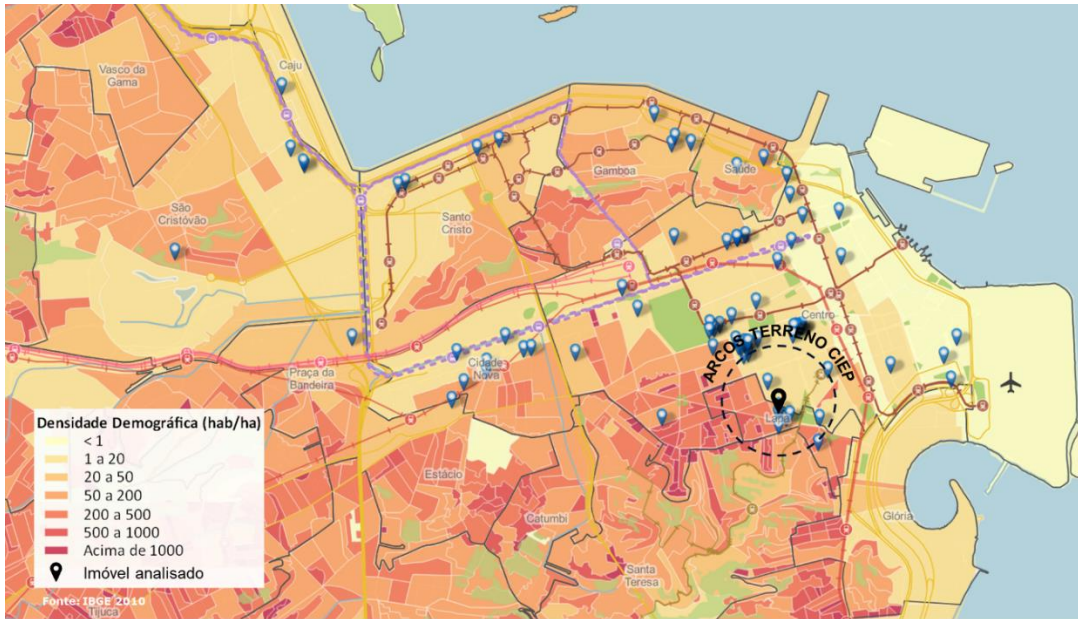 Caju
Vasco da
Gama
Gamboa
Saúde
São
Cristóvão
Santo
Cristo
Centro
ARCOS TERRENO CIEP
Cidade
Nova
Praça da
Bandeira
Lapa
Densidade Demográfica (hab/ha)
< 1
1 a 20
20 a 50
50 a 200
200 a 500
500 a 1000
Acima de 1000
Imóvel analisado
Fonte: IBGE 2010
Estácio
Catumbi
Glória
Santa
Teresa
Tijuca